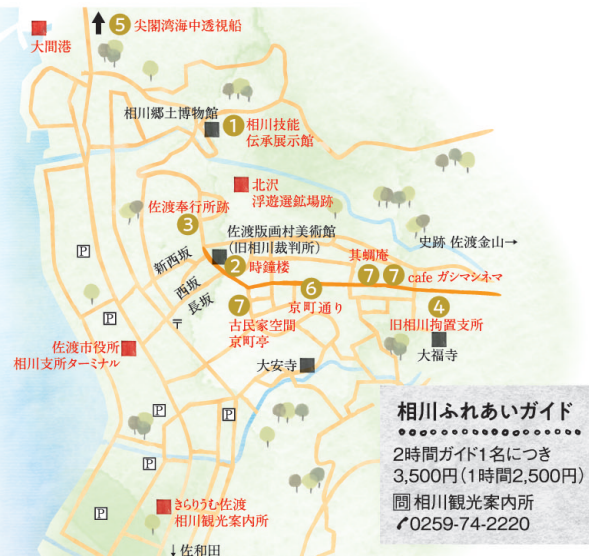 5 尖閣湾海中透視船
大間港
相川郷土博物館
1 相川技能
伝承展示館
北沢
浮遊選鉱場跡
佐渡奉行所跡
3
佐渡版画村美術館
(旧相川裁判所)
史跡 佐渡金山→
新西坂
2 時鐘楼
其蜩庵
7 7 cafe ガシマシネマ
西坂
6
京町通り
長坂
7
古民家空間
京町亭
4
旧相川拘置支所
大福寺
P
P
〒
佐渡市役所
相川支所ターミナル
大安寺
P
P
P
P
きらりうむ佐渡
相川観光案内所
↓佐和田
相川ふれあいガイド
2時間ガイド1名につき
3,500円(1時間2,500円)
問 相川観光案内所
0259-74-2220